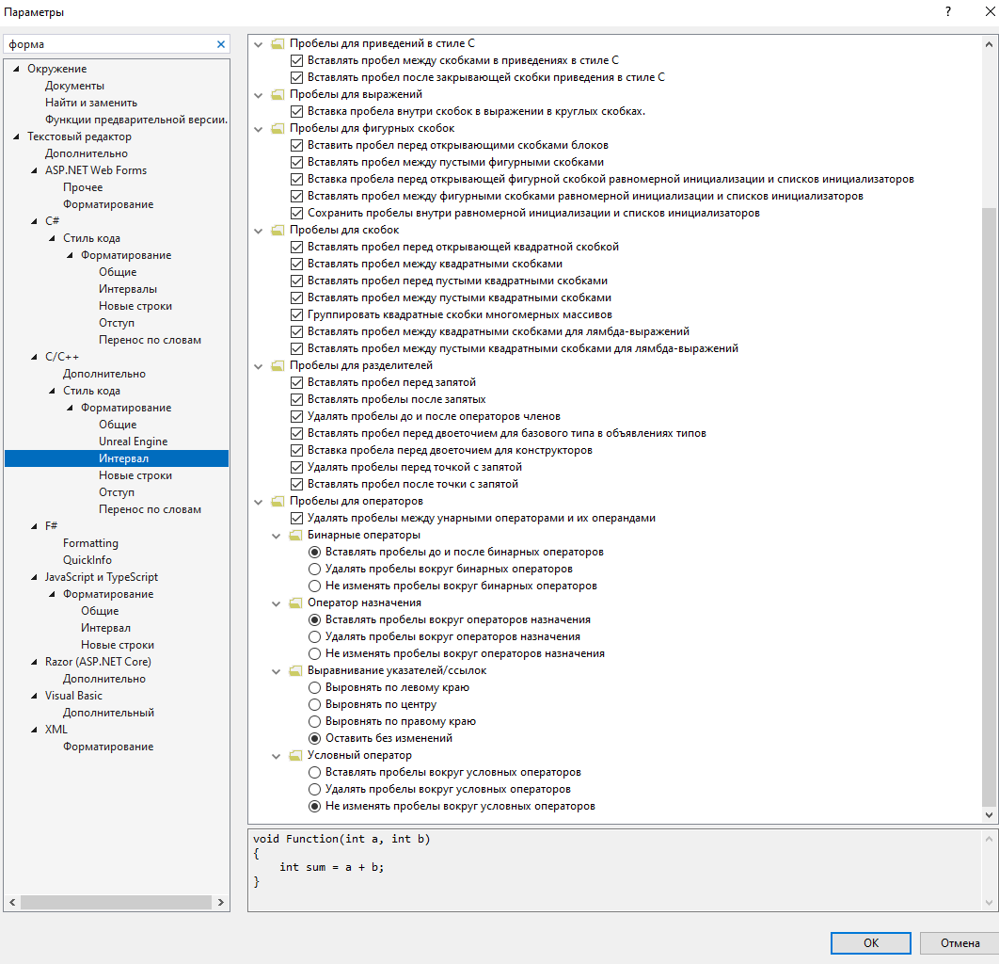 Параметры
?
форма
Окружение
Документы
Найти и заменить
Функции предварительной версии.
Текстовый редактор
Дополнительно
ASP.NET Web Forms
Прочее
Форматирование
C#
Стиль кода
Форматирование
Общие
Интервалы
Новые строки
Отступ
Перенос по словам
C/C++
Дополнительно
Стиль кода
Форматирование
Общие
Unreal Engine
Интервал
Новые строки
Отступ
Перенос по словам
F#
Formatting
QuickInfo
JavaScript и TypeScript
Форматирование
Общие
Интервал
Новые строки
Razor (ASP.NET Core)
Дополнительно
Visual Basic
Дополнительный
XML
Форматирование
Пробелы для приведений в стиле C
Вставлять пробел между скобками в приведениях в стиле C
Вставлять пробел после закрывающей скобки приведения в стиле C
Пробелы для выражений
Вставка пробела внутри скобок в выражении в круглых скобках.
Пробелы для фигурных скобок
Вставить пробел перед открывающими скобками блоков
Вставлять пробел между пустыми фигурными скобками
Вставка пробела перед открывающей фигурной скобкой равномерной инициализации и списков инициализаторов
Вставлять пробел между фигурными скобками равномерной инициализации и списков инициализаторов
Сохранить пробелы внутри равномерной инициализации и списков инициализаторов
Пробелы для скобок
Вставлять пробел перед открывающей квадратной скобкой
Вставлять пробел между квадратными скобками
Вставлять пробел перед пустыми квадратными скобками
Вставлять пробел между пустыми квадратными скобками
Группировать квадратные скобки многомерных массивов
Вставлять пробел между квадратными скобками для лямбда-выражений
Вставлять пробел между пустыми квадратными скобками для лямбда-выражений
Пробелы для разделителей
Вставлять пробел перед запятой
Вставлять пробелы после запятых
Удалять пробелы до и после операторов членов
Вставлять пробел перед двоеточием для базового типа в объявлениях типов
Вставка пробела перед двоеточием для конструкторов
Удалять пробелы перед точкой с запятой
Вставлять пробел после точки с запятой
Пробелы для операторов
Удалять пробелы между унарными операторами и их операндами
Бинарные операторы
Вставлять пробелы до и после бинарных операторов
Удалять пробелы вокруг бинарных операторов
Не изменять пробелы вокруг бинарных операторов
Оператор назначения
Вставлять пробелы вокруг операторов назначения
Удалять пробелы вокруг операторов назначения
Не изменять пробелы вокруг операторов назначения
Выравнивание указателей/ссылок
Выровнять по левому краю
Выровнять по центру
Выровнять по правому краю
Оставить без изменений
Условный оператор
Вставлять пробелы вокруг условных операторов
Удалять пробелы вокруг условных операторов
Не изменять пробелы вокруг условных операторов
void Function(int a, int b)
{
int sum = a + b;
}
OK
Отмена